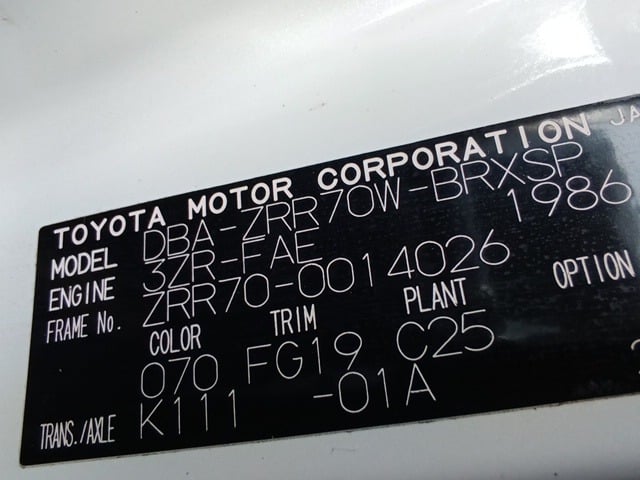 TOYOTA MOTOR CORPORATION JA
MODEL DBA-ZRR70W-BRXSP
ENGINE 3ZR-FAE 1986
FRAME No. ZRR70-0014026
COLOR TRIM PLANT OPTION
070 FG19 C25
TRANS./AXLE K111 -01A